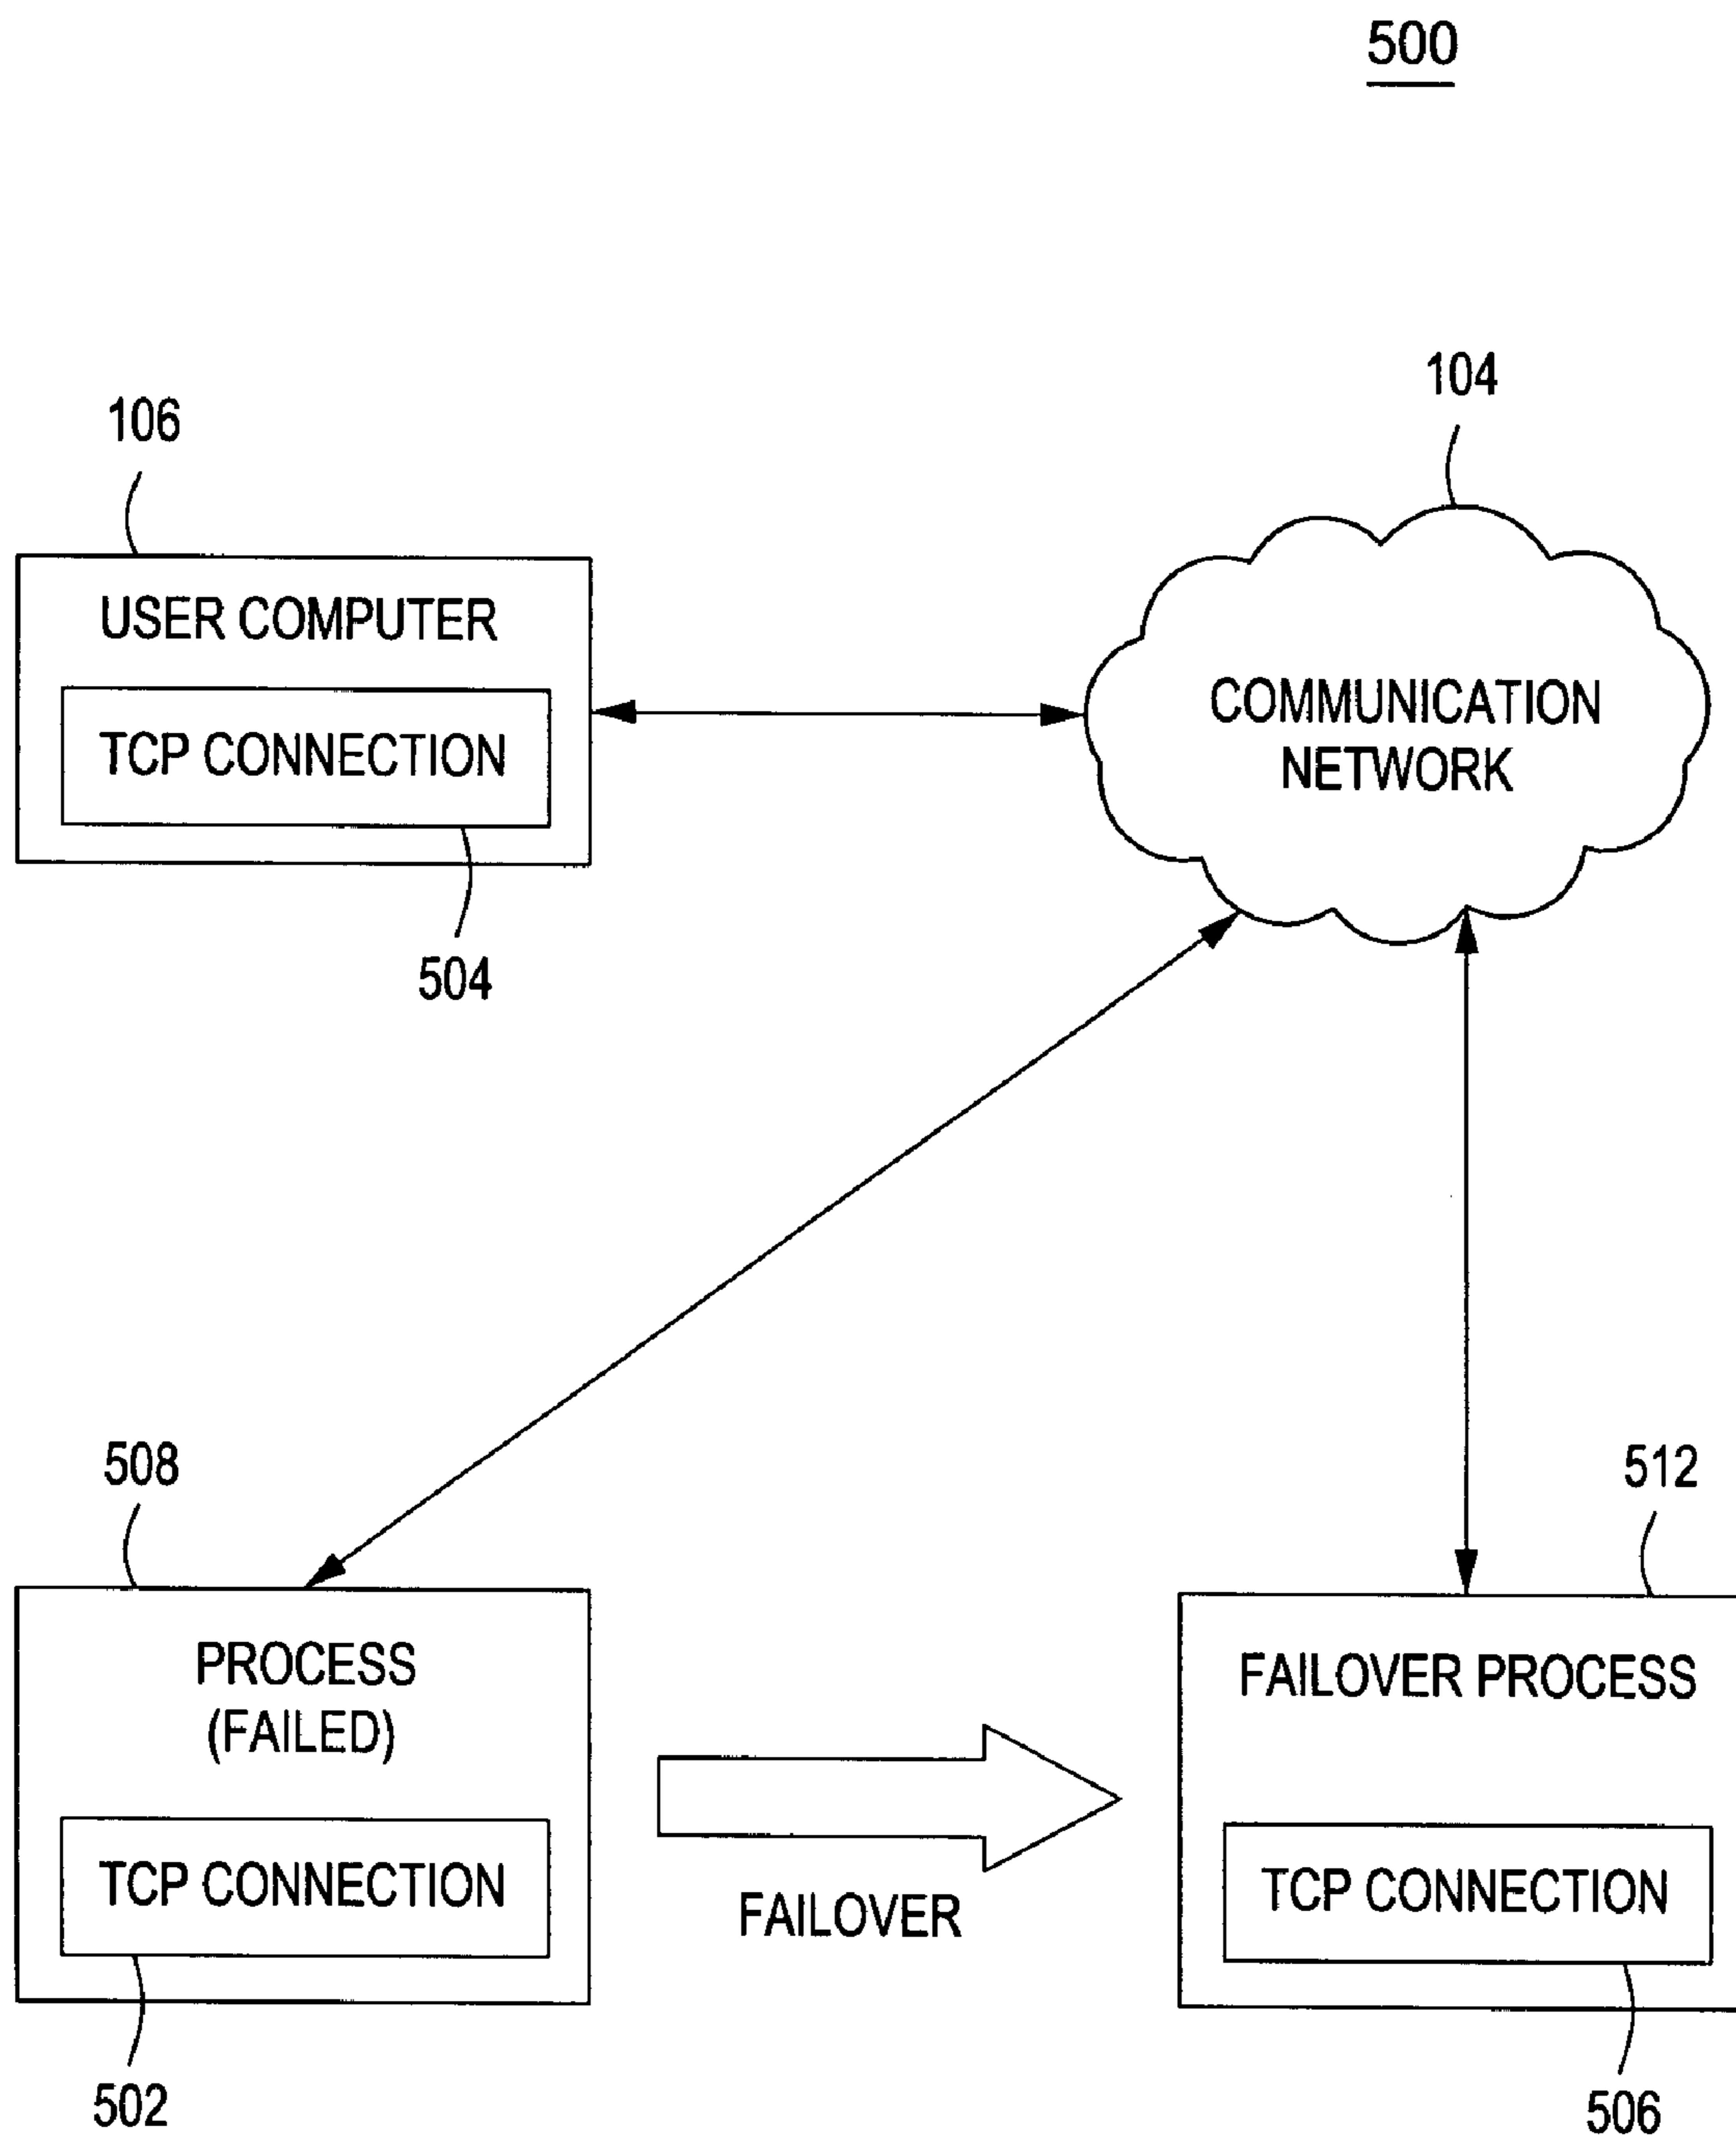 500
104
106
USER COMPUTER
TCP CONNECTION
504
COMMUNICATION
NETWORK
508
PROCESS
(FAILED)
TCP CONNECTION
502
FAILOVER
512
FAILOVER PROCESS
TCP CONNECTION
506